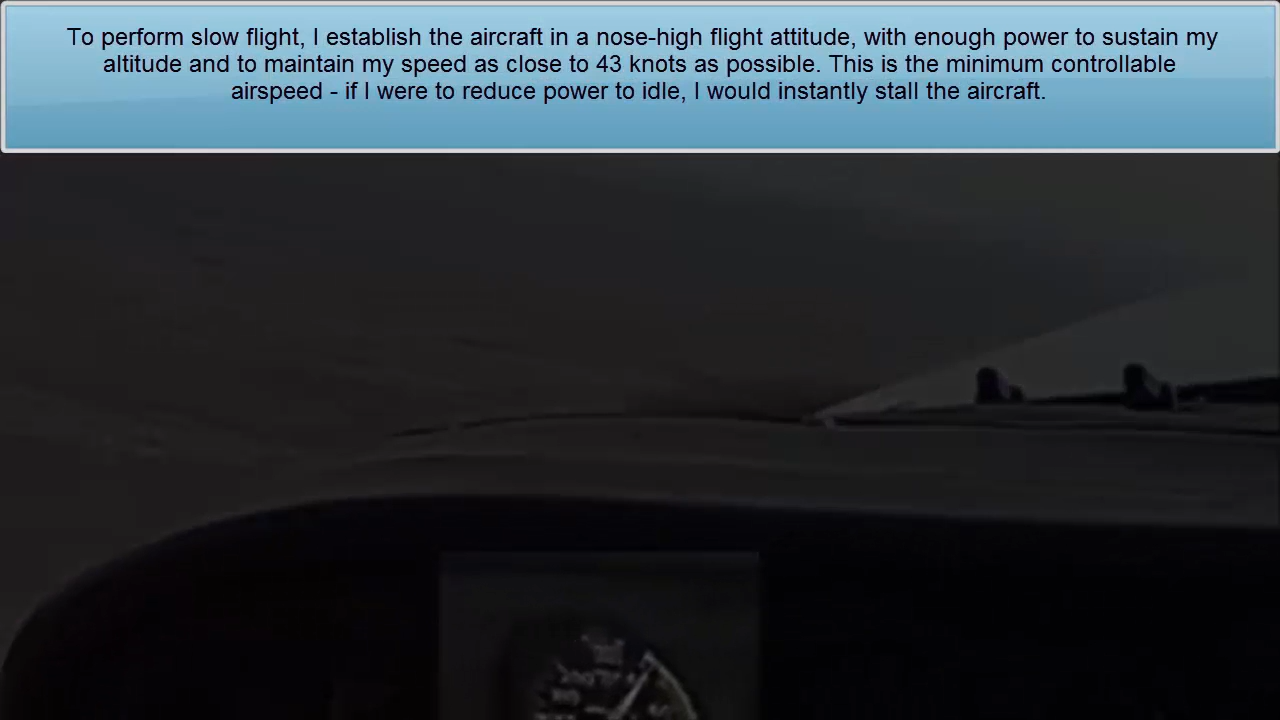 To perform slow flight, I establish the aircraft in a nose-high flight attitude, with enough power to sustain my
altitude and to maintain my speed as close to 43 knots as possible. This is the minimum controllable
airspeed - if I were to reduce power to idle, I would instantly stall the aircraft.